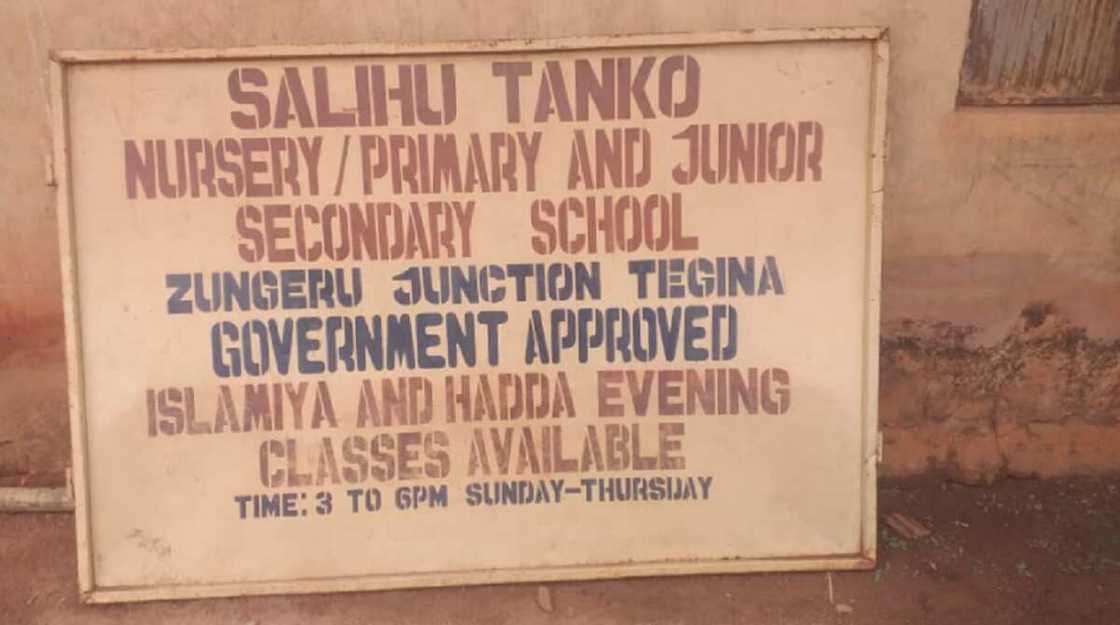 SALIHU TANKO
NURSERY/PRIMARY AND JUNIOR
SECONDARY SCHOOL
ZUNGERU JUNCTION TEGINA
GOVERNMENT APPROVED
ISLAMIYA AND HADDA EVENING
CLASSES AVAILABLE
TIME: 3 TO 6PM SUNDAY-THURSDAY